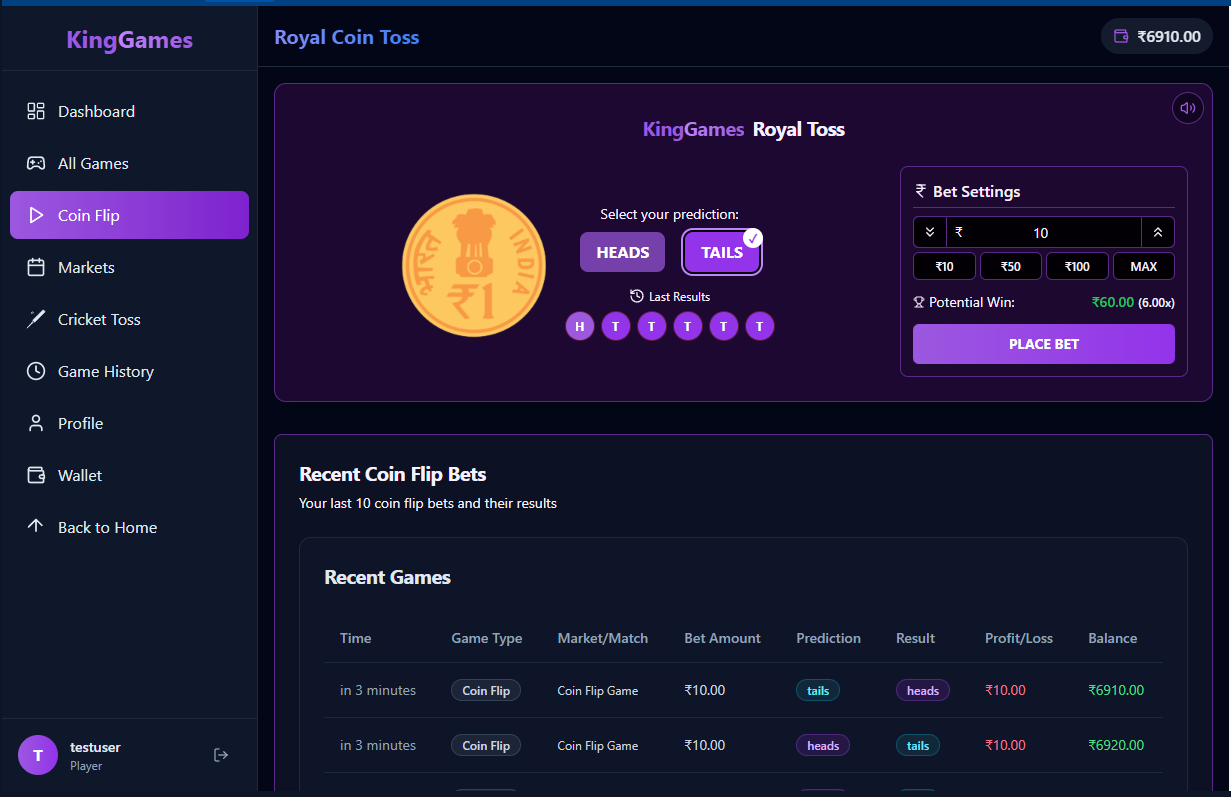 KingGames
Royal Coin Toss
₹6910.00
Dashboard
All Games
Coin Flip
Markets
Cricket Toss
Game History
Profile
Wallet
Back to Home
testuser
T
Player
KingGames Royal Toss
भारत
INDIA
₹1
Select your prediction:
HEADS
TAILS
Last Results
H T T T T T
₹ Bet Settings
₹ 10
₹10 ₹50 ₹100 MAX
Potential Win: ₹60.00 (6.00x)
PLACE BET
Recent Coin Flip Bets
Your last 10 coin flip bets and their results
Recent Games
Time Game Type Market/Match Bet Amount Prediction Result Profit/Loss Balance
in 3 minutes Coin Flip Coin Flip Game ₹10.00 tails heads ₹10.00 ₹6910.00
in 3 minutes Coin Flip Coin Flip Game ₹10.00 heads tails ₹10.00 ₹6920.00